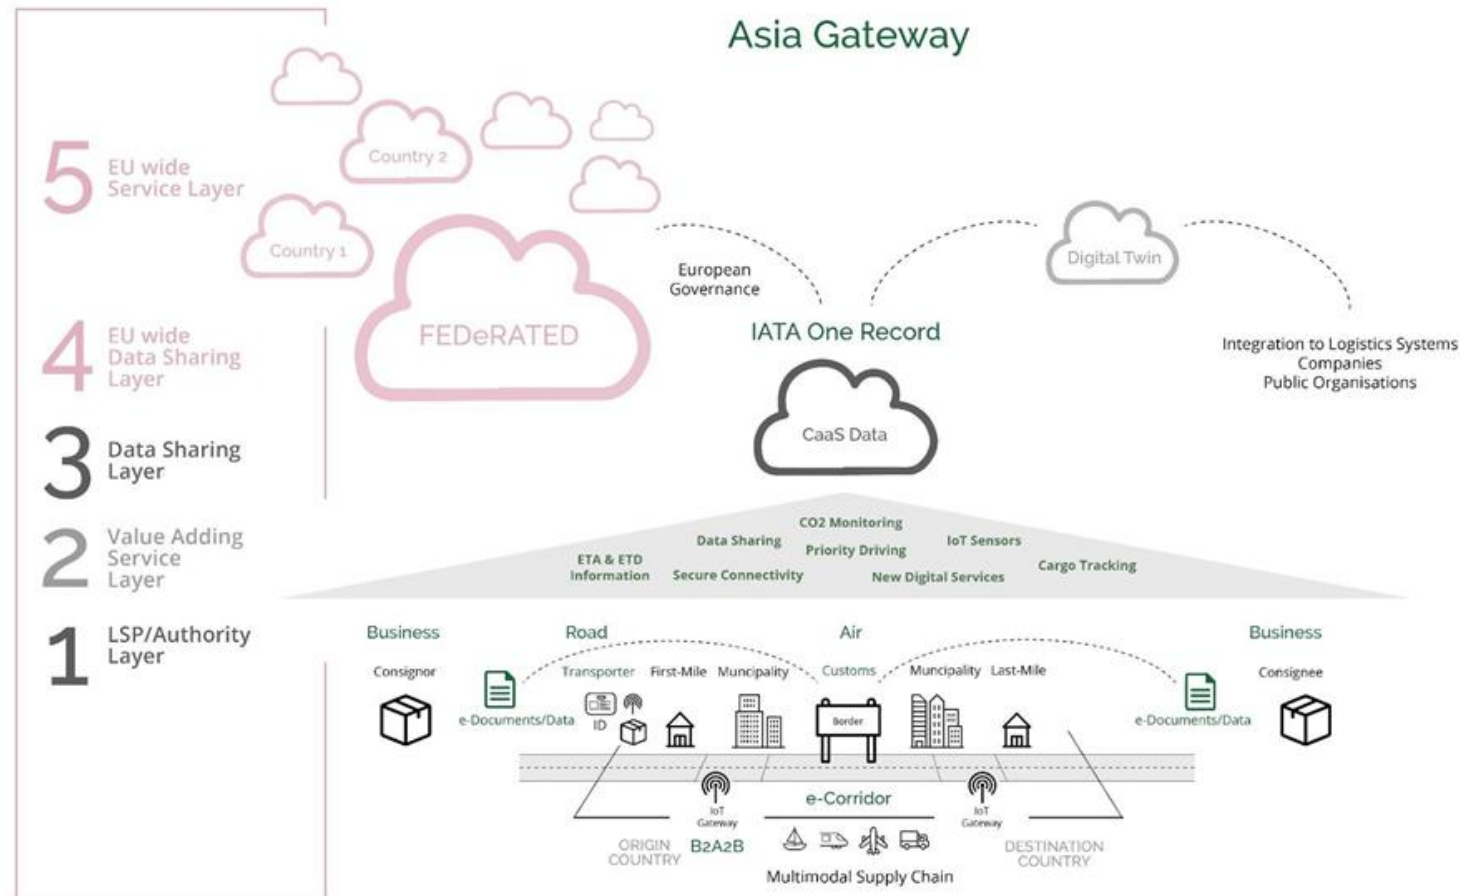 Asia Gateway
5
EU wide
Service Layer
Country 2
Country 1
FEDeRATED
European
Governance
Digital Twin
4
EU wide
Data Sharing
Layer
IATA One Record
Integration to Logistics Systems
Companies
Public Organisations
3
Data Sharing
Layer
CaaS Data
2
Value Adding
Service
Layer
CO2 Monitoring
Data Sharing
Priority Driving
IoT Sensors
ETA & ETD
Information
Secure Connectivity
New Digital Services
Cargo Tracking
1
LSP/Authority
Layer
Business
Road
Air
Business
Consignor
Transporter
First-Mile
Muncipality
Customs
Muncipality
Last-Mile
Consignee
e-Documents/Data
ID
Border
e-Documents/Data
IoT
Gateway
e-Corridor
IoT
Gateway
ORIGIN
COUNTRY
B2A2B
DESTINATION
COUNTRY
Multimodal Supply Chain